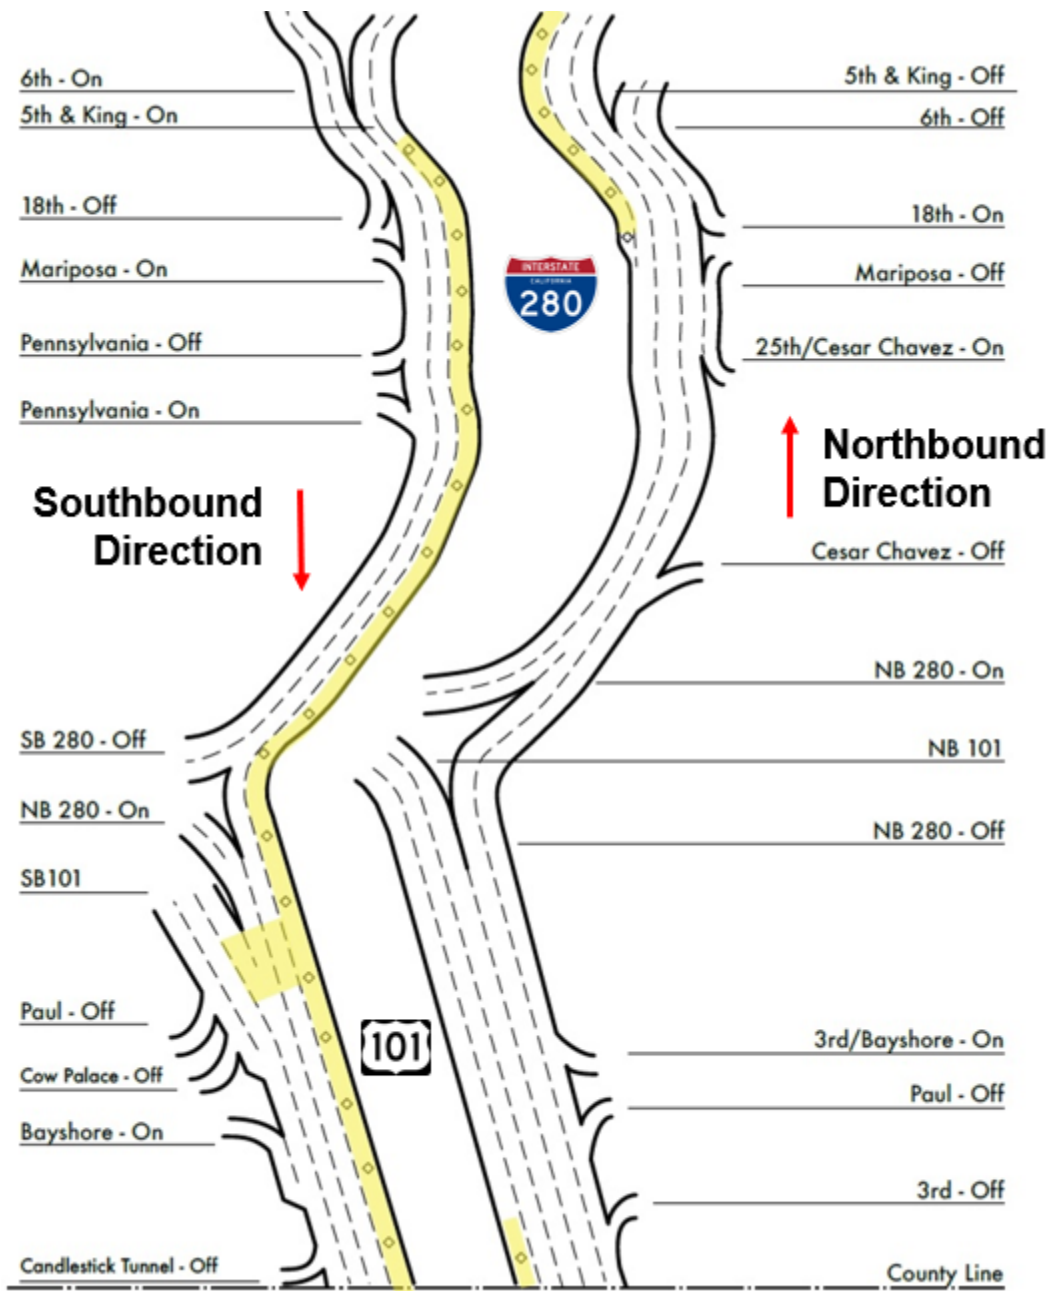 6th - On
5th & King - On
18th - Off
Mariposa - On
Pennsylvania - Off
Pennsylvania - On
Southbound
Direction
SB 280 - Off
NB 280 - On
SB101
Paul - Off
Cow Palace - Off
Bayshore - On
Candlestick Tunnel - Off
INTERSTATE
CALIFORNIA
280
101
5th & King - Off
6th - Off
18th - On
Mariposa - Off
25th/Cesar Chavez - On
Northbound
Direction
Cesar Chavez - Off
NB 280 - On
NB 101
NB 280 - Off
3rd/Bayshore - On
Paul - Off
3rd - Off
County Line